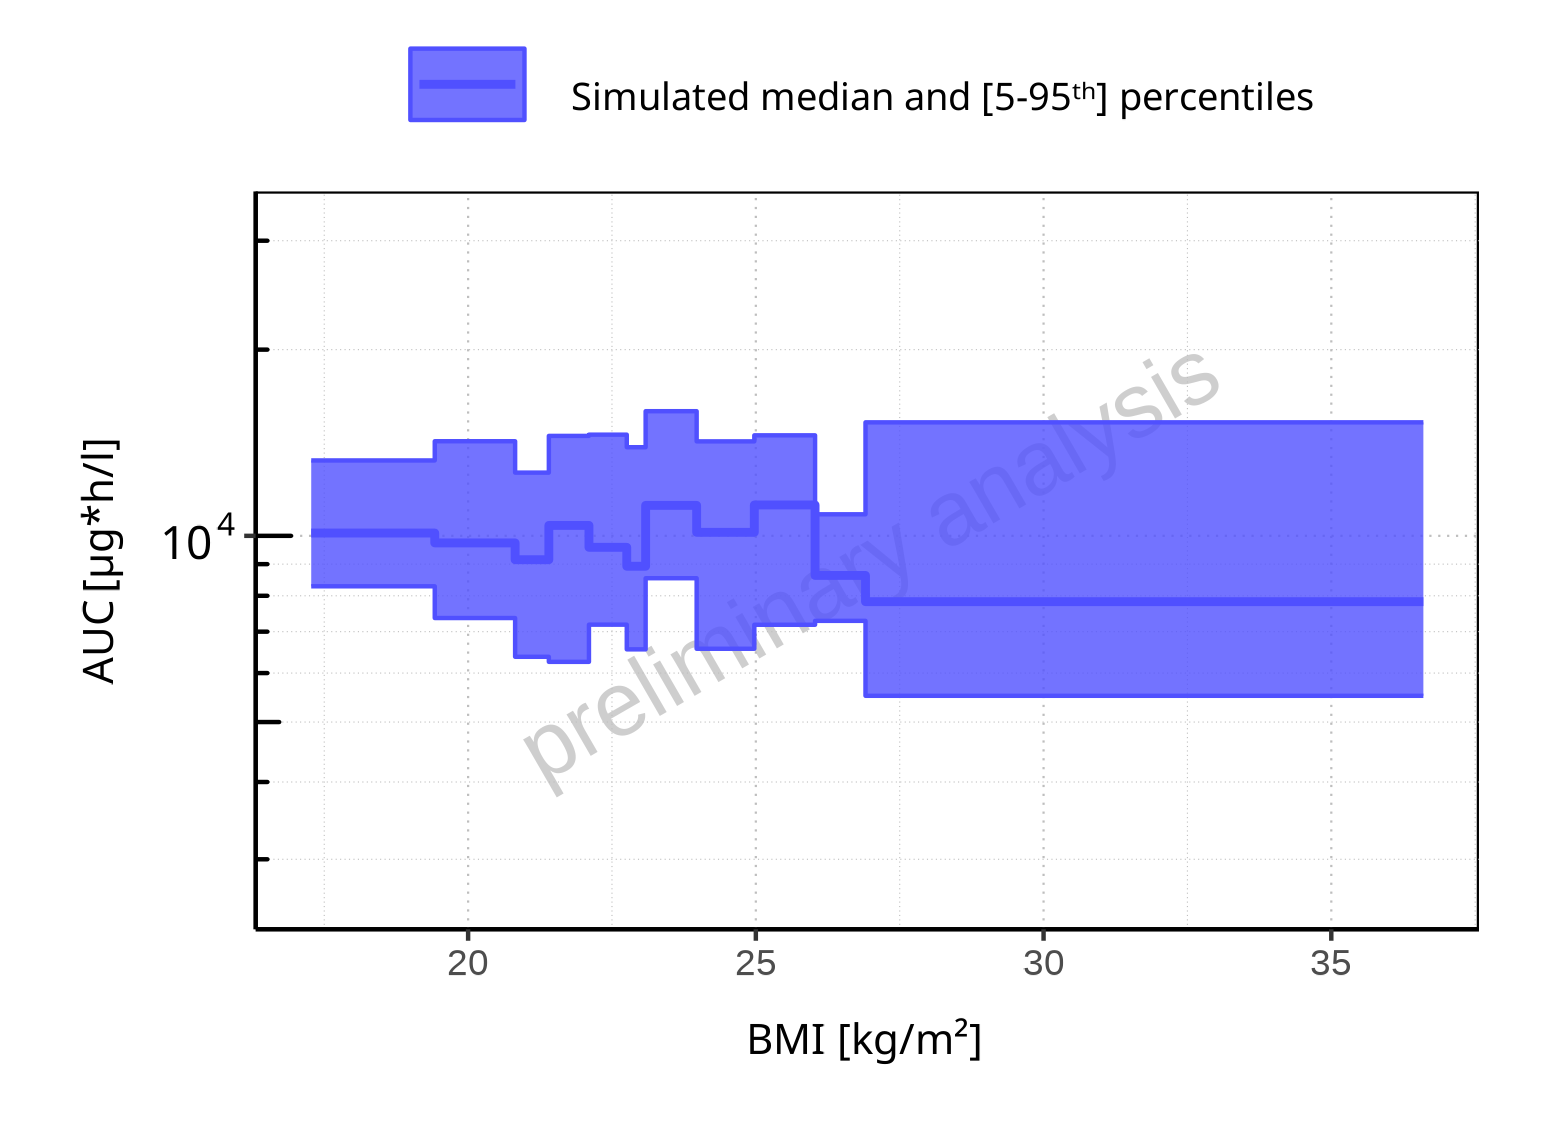 Simulated median and [5-95ᵗʰ] percentiles
AUC [µg*h/l]
10⁴
preliminary analysis
20 25 30 35
BMI [kg/m²]